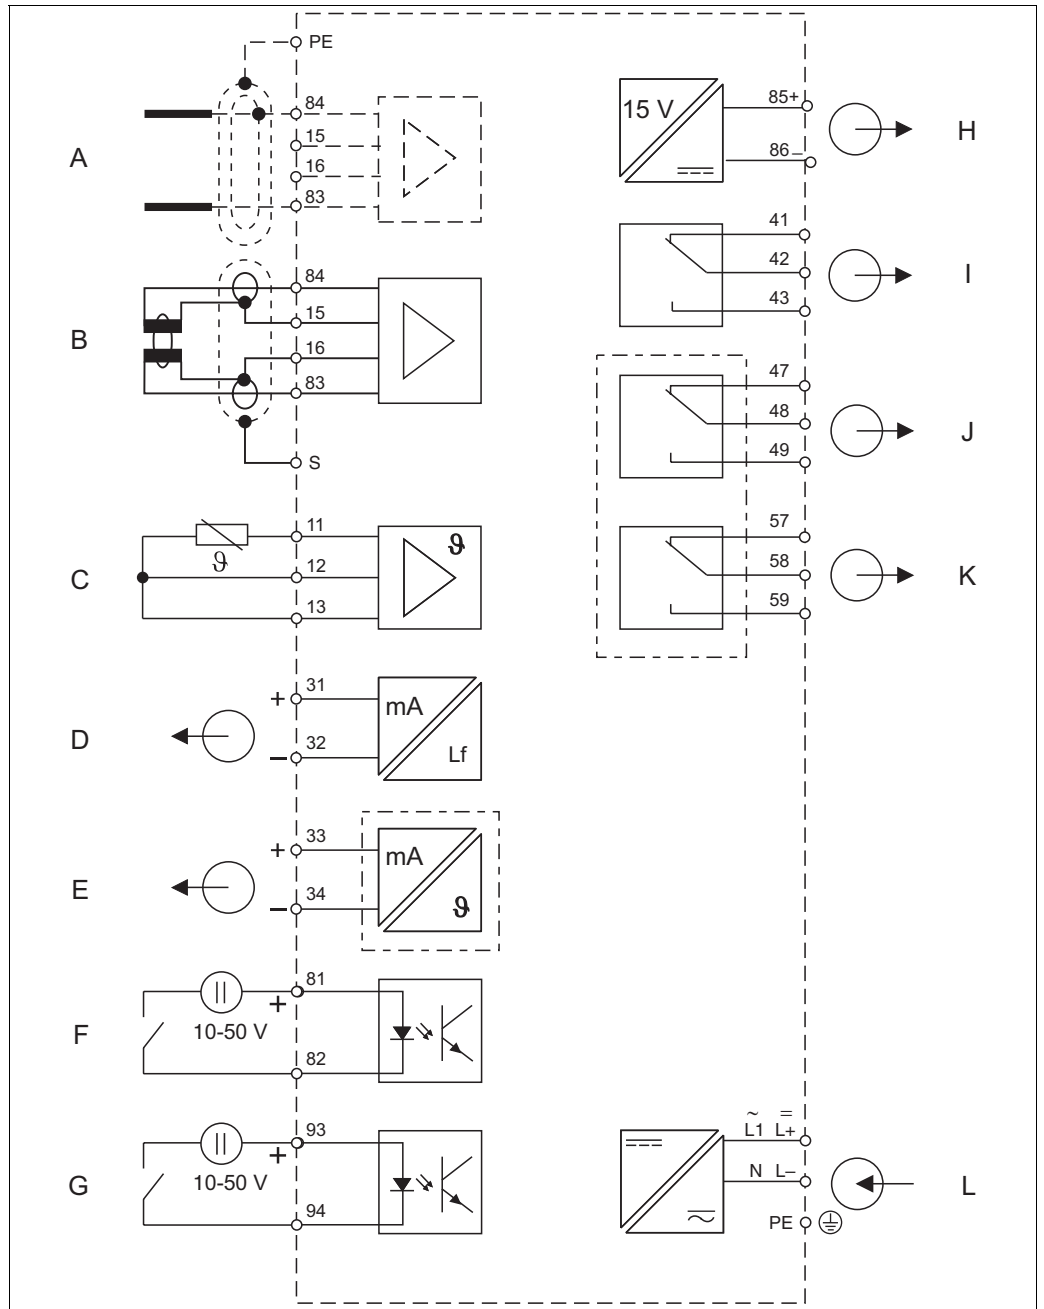 PE
A
84
15
16
83
B
84
15
16
83
S
C
ϑ
11
12
13
ϑ
D
+ 31
− 32
mA
Lf
E
+ 33
− 34
mA
ϑ
F
10-50 V
81
+
82
G
10-50 V
93
+
94
15 V
85+
86−
H
41
42
43
I
47
48
49
J
57
58
59
K
~ =
L1 L+
N L–
PE
L